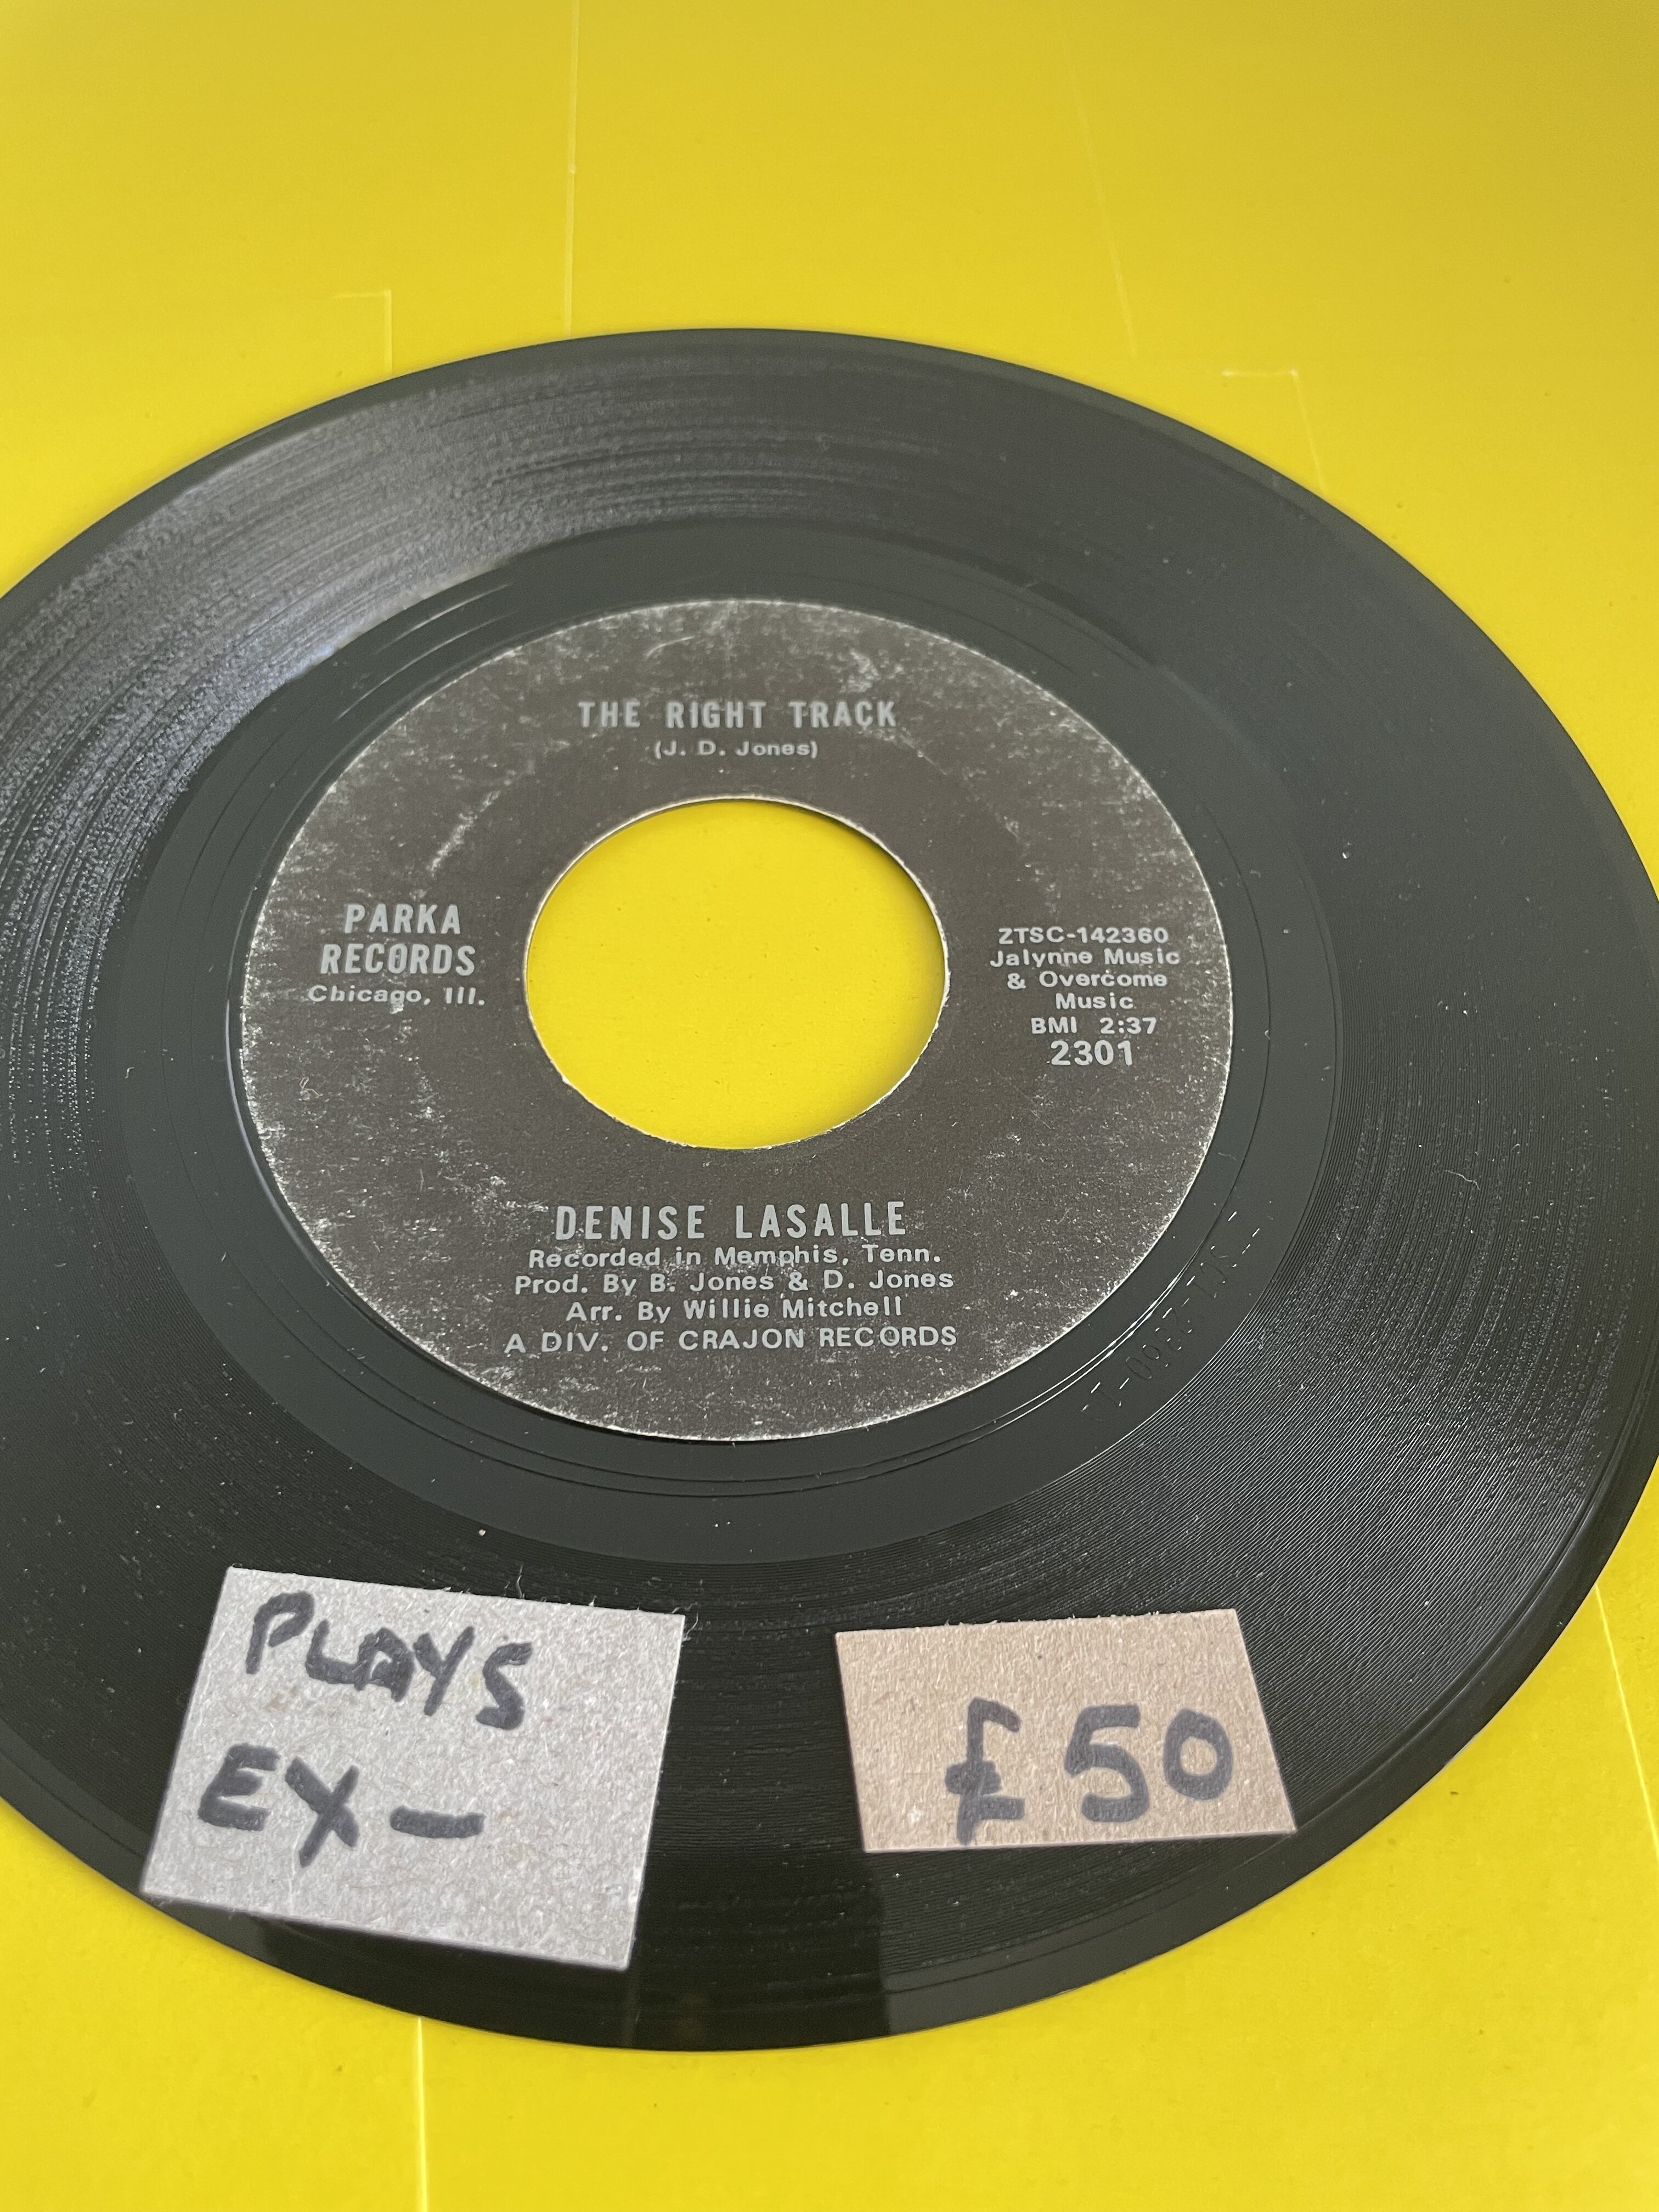 THE RIGHT TRACK
(J. D. Jones)
PARKA
RECORDS
Chicago, Ill.
ZTSC-142360
Jalynne Music
& Overcome
Music
BMI 2:37
2301
DENISE LASALLE
Recorded in Memphis, Tenn.
Prod. By B. Jones & D. Jones
Arr. By Willie Mitchell
A DIV. OF CRAJON RECORDS
PLAYS
EX-
£50